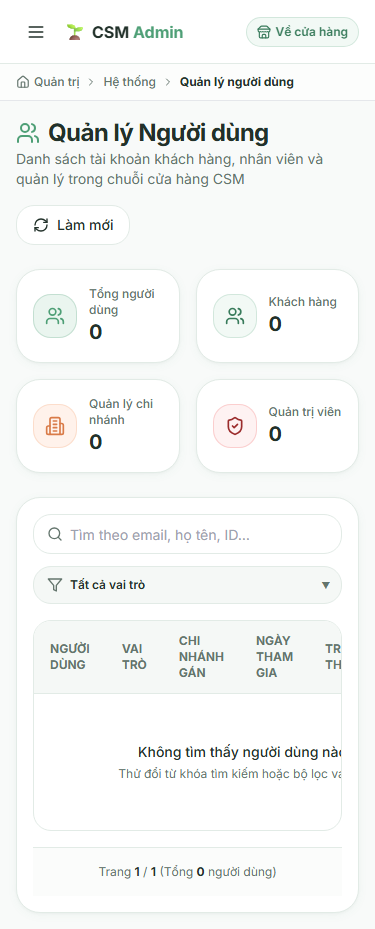 CSM Admin
Về cửa hàng
Quản trị > Hệ thống > Quản lý người dùng
Quản lý Người dùng
Danh sách tài khoản khách hàng, nhân viên và
quản lý trong chuỗi cửa hàng CSM
Làm mới
Tổng người
dùng
0
Khách hàng
0
Quản lý chi
nhánh
0
Quản trị viên
0
Tìm theo email, họ tên, ID...
Tất cả vai trò
NGƯỜI
DÙNG
VAI
TRÒ
CHI
NHÁNH
GÁN
NGÀY
THAM
GIA
TR
TH
Không tìm thấy người dùng nào
Thử đổi từ khóa tìm kiếm hoặc bộ lọc va
Trang 1 / 1 (Tổng 0 người dùng)